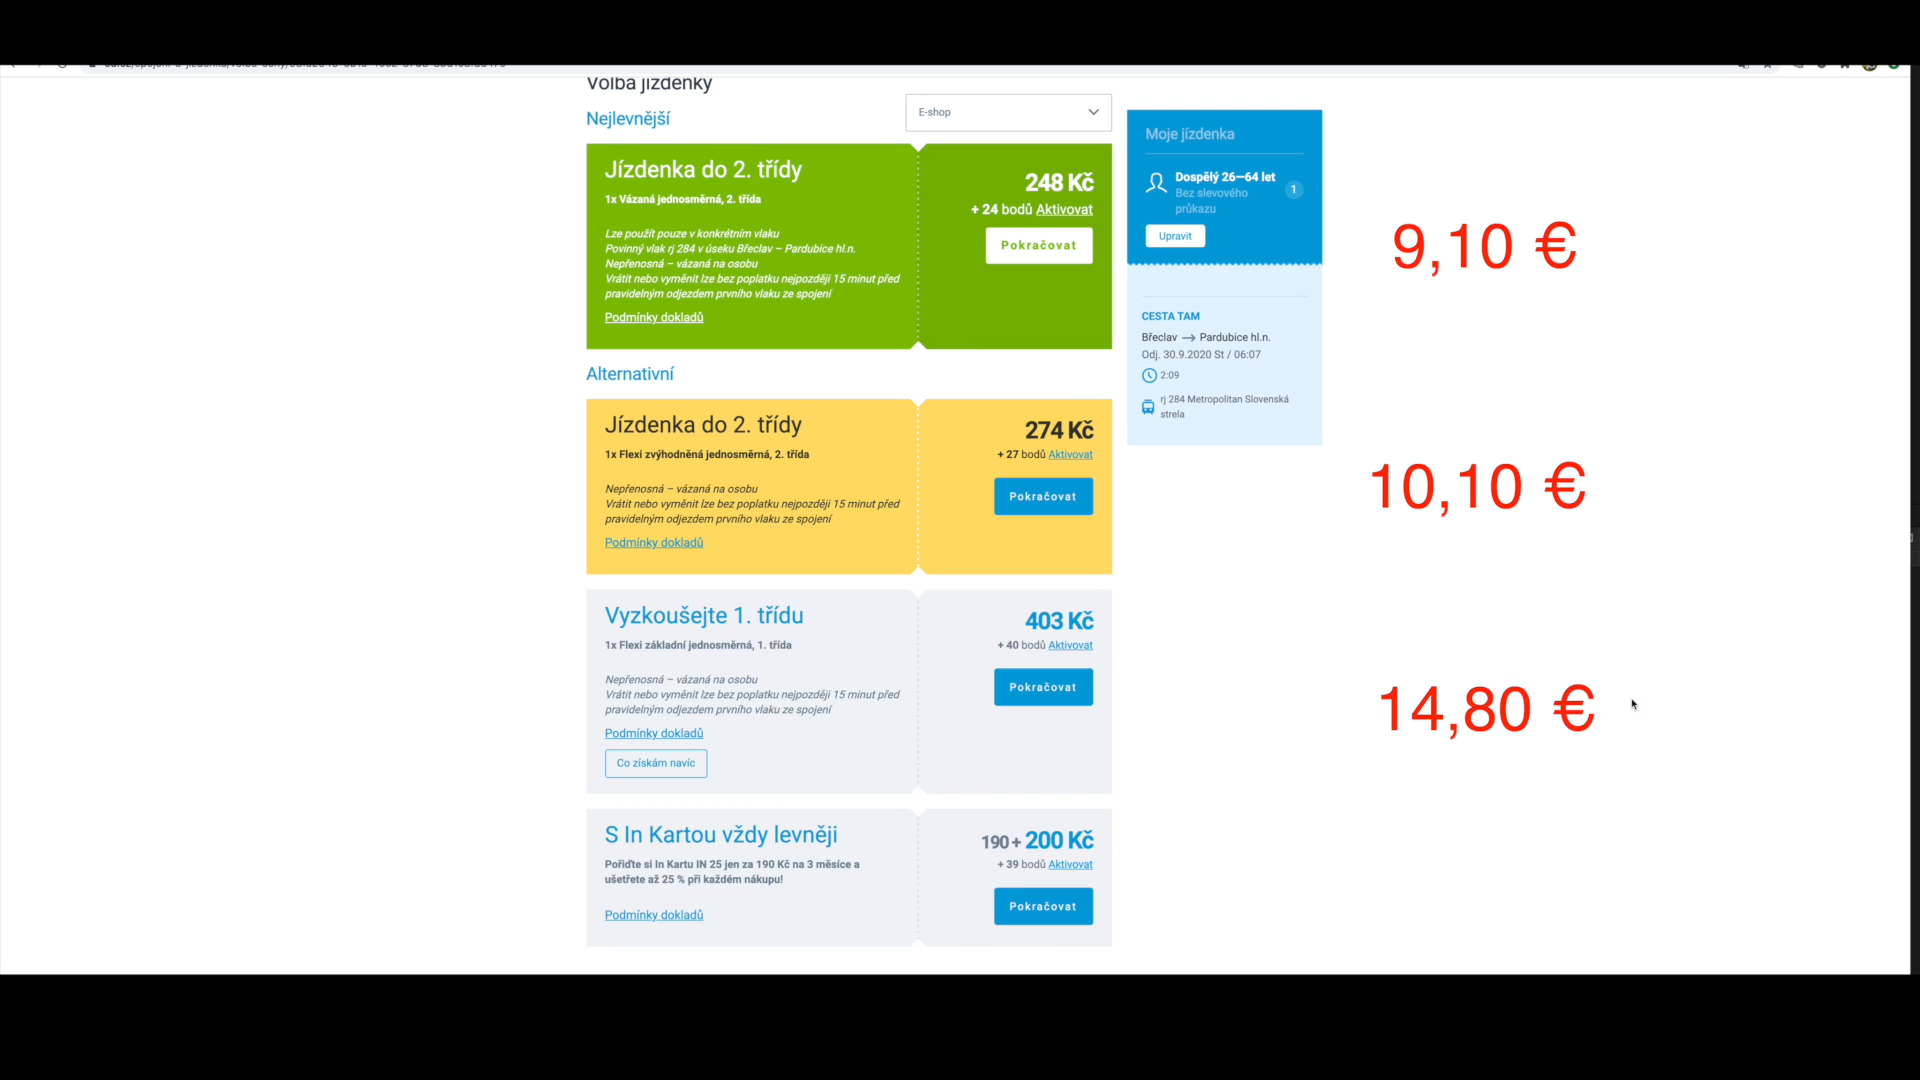 Volba jízdenky
Nejlevnější
E-shop
Jízdenka do 2. třídy
1x Vázaná jednosměrná, 2. třída
Lze použít pouze v konkrétním vlaku
Povinný vlak rj 284 v úseku Břeclav – Pardubice hl.n.
Nepřenosná – vázaná na osobu
Vrátit nebo vyměnit lze bez poplatku nejpozději 15 minut před
pravidelným odjezdem prvního vlaku ze spojení
Podmínky dokladů
248 Kč
+ 24 bodů Aktivovat
Pokračovat
Alternativní
Jízdenka do 2. třídy
1x Flexi zvýhodněná jednosměrná, 2. třída
Nepřenosná – vázaná na osobu
Vrátit nebo vyměnit lze bez poplatku nejpozději 15 minut před
pravidelným odjezdem prvního vlaku ze spojení
Podmínky dokladů
274 Kč
+ 27 bodů Aktivovat
Pokračovat
Vyzkoušejte 1. třídu
1x Flexi základní jednosměrná, 1. třída
Nepřenosná – vázaná na osobu
Vrátit nebo vyměnit lze bez poplatku nejpozději 15 minut před
pravidelným odjezdem prvního vlaku ze spojení
Podmínky dokladů
Co získám navíc
403 Kč
+ 40 bodů Aktivovat
Pokračovat
S In Kartou vždy levněji
Pořiďte si In Kartu IN 25 jen za 190 Kč na 3 měsíce a
ušetřete až 25 % při každém nákupu!
Podmínky dokladů
190 + 200 Kč
+ 39 bodů Aktivovat
Pokračovat
Moje jízdenka
Dospělý 26—64 let
Bez slevového
průkazu
1
Upravit
CESTA TAM
Břeclav → Pardubice hl.n.
Odj. 30.9.2020 St / 06:07
2:09
rj 284 Metropolitan Slovenská
strela
9,10 €
10,10 €
14,80 €